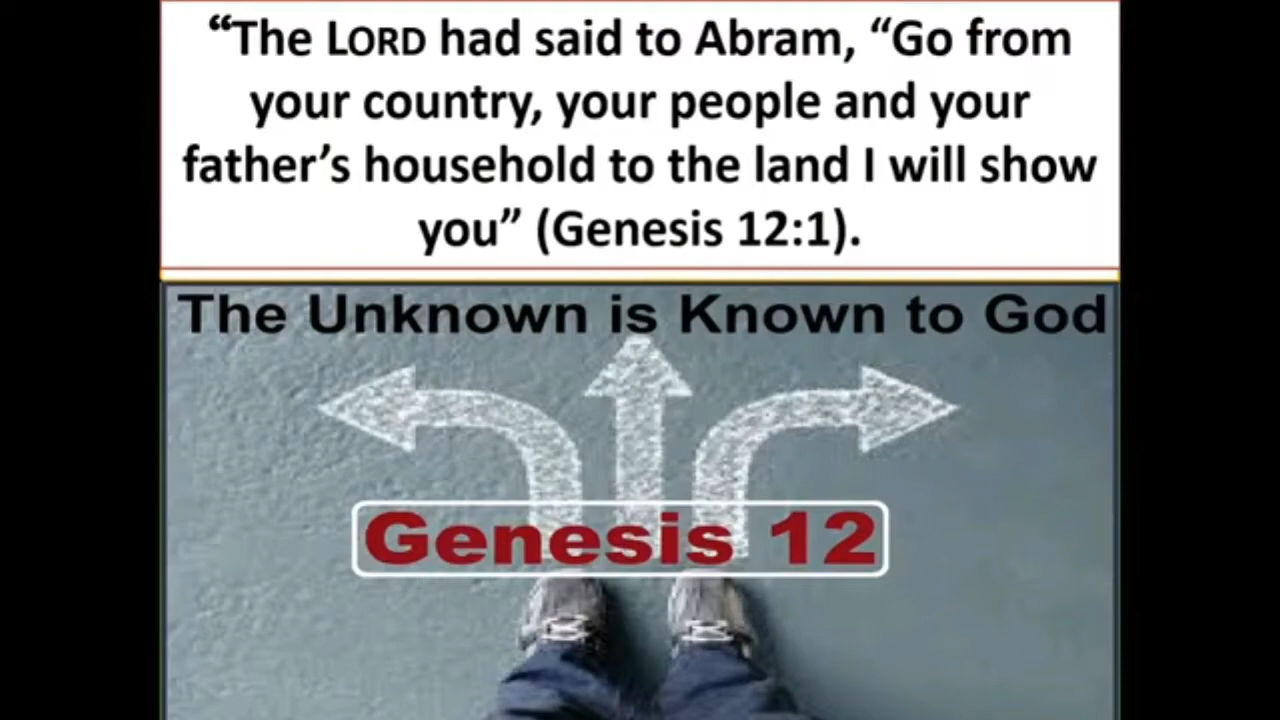 “The LORD had said to Abram, “Go from
your country, your people and your
father’s household to the land I will show
you” (Genesis 12:1).
The Unknown is Known to God
Genesis 12